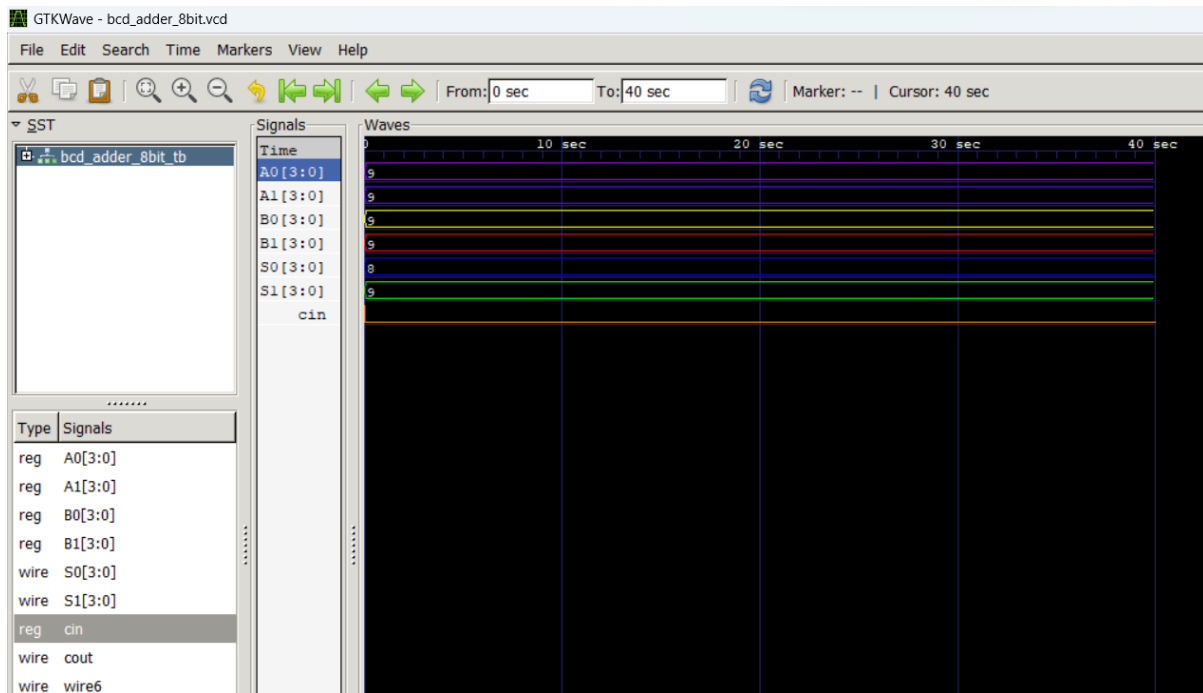 GTKWave - bcd_adder_8bit.vcd
File Edit Search Time Markers View Help
From: 0 sec To: 40 sec Marker: -- | Cursor: 40 sec
SST
bcd_adder_8bit_tb
Type Signals
reg A0[3:0]
reg A1[3:0]
reg B0[3:0]
reg B1[3:0]
wire S0[3:0]
wire S1[3:0]
reg cin
wire cout
wire wire6
Signals
Time
A0[3:0]
A1[3:0]
B0[3:0]
B1[3:0]
S0[3:0]
S1[3:0]
cin
Waves
0 10 sec 20 sec 30 sec 40 sec
9
9
9
9
8
9